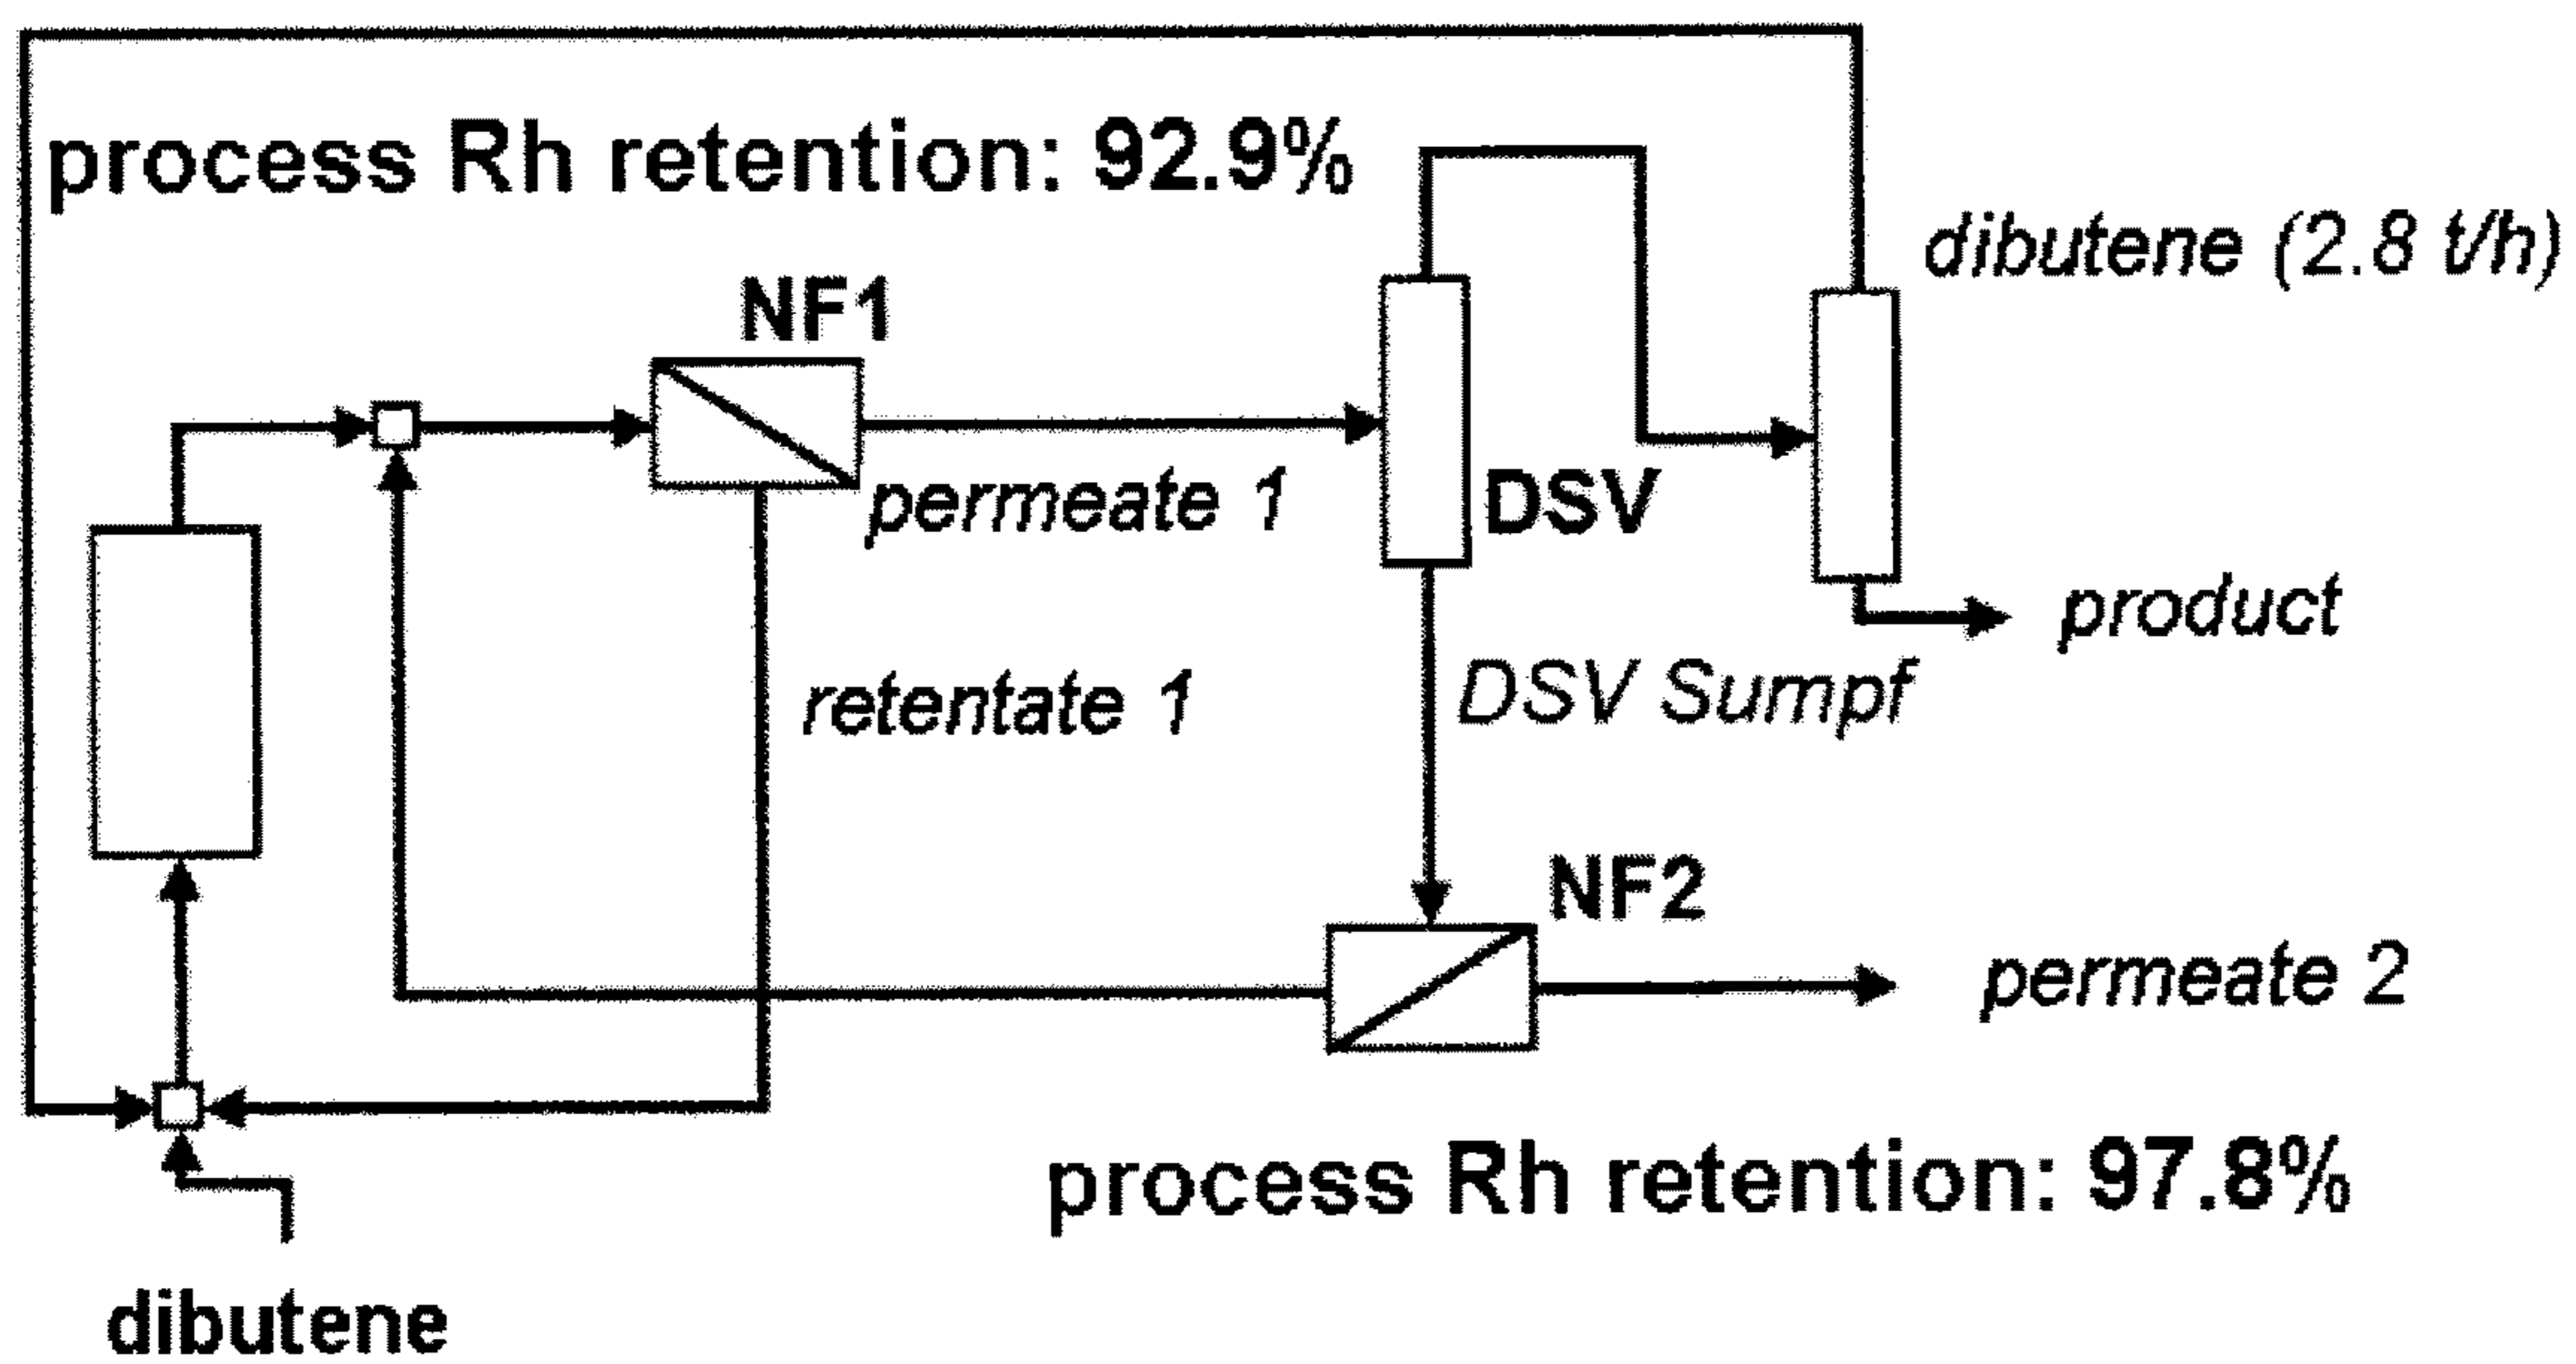 process Rh retention: 92.9%
dibutene (2.8 t/h)
NF1
permeate 1
DSV
product
retentate 1
DSV Sumpf
NF2
permeate 2
process Rh retention: 97.8%
dibutene